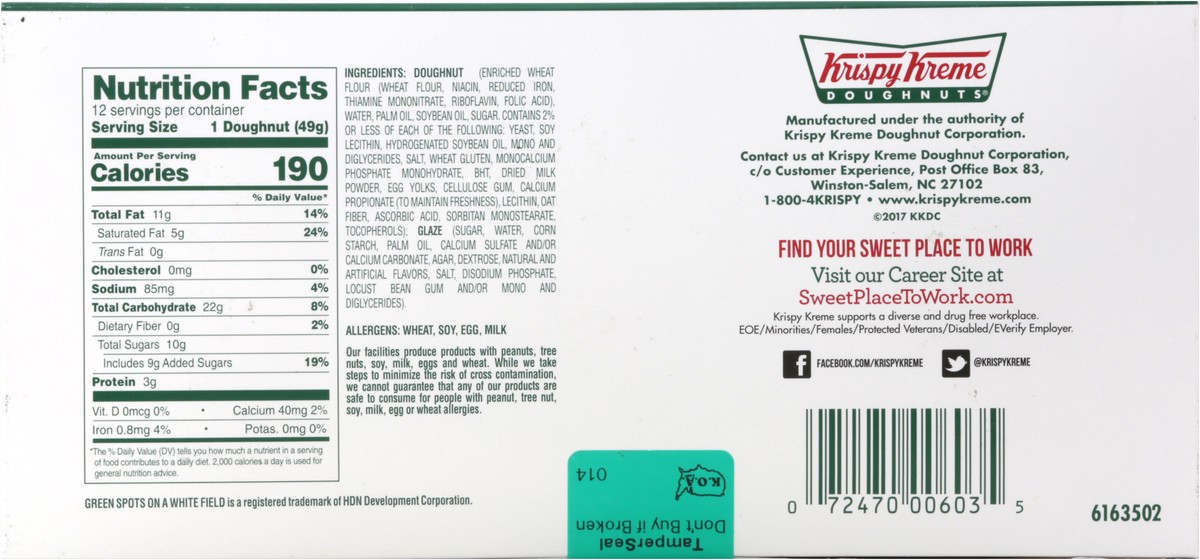 Nutrition Facts
12 servings per container
Serving Size 1 Doughnut (49g)
Amount Per Serving
Calories 190
% Daily Value*
Total Fat 11g 14%
Saturated Fat 5g 24%
Trans Fat 0g
Cholesterol 0mg 0%
Sodium 85mg 4%
Total Carbohydrate 22g 8%
Dietary Fiber 0g 2%
Total Sugars 10g
Includes 9g Added Sugars 19%
Protein 3g
Vit. D 0mcg 0% • Calcium 40mg 2%
Iron 0.8mg 4% • Potas. 0mg 0%
*The % Daily Value (DV) tells you how much a nutrient in a serving
of food contributes to a daily diet. 2,000 calories a day is used for
general nutrition advice.
GREEN SPOTS ON A WHITE FIELD is a registered trademark of HDN Development Corporation.
INGREDIENTS: DOUGHNUT (ENRICHED WHEAT
FLOUR (WHEAT FLOUR, NIACIN, REDUCED IRON,
THIAMINE MONONITRATE, RIBOFLAVIN, FOLIC ACID),
WATER, PALM OIL, SOYBEAN OIL, SUGAR. CONTAINS 2%
OR LESS OF EACH OF THE FOLLOWING: YEAST, SOY
LECITHIN, HYDROGENATED SOYBEAN OIL, MONO AND
DIGLYCERIDES, SALT, WHEAT GLUTEN, MONOCALCIUM
PHOSPHATE MONOHYDRATE, BHT, DRIED MILK
POWDER, EGG YOLKS, CELLULOSE GUM, CALCIUM
PROPIONATE (TO MAINTAIN FRESHNESS), LECITHIN, OAT
FIBER, ASCORBIC ACID, SORBITAN MONOSTEARATE,
TOCOPHEROLS); GLAZE (SUGAR, WATER, CORN
STARCH, PALM OIL, CALCIUM SULFATE AND/OR
CALCIUM CARBONATE, AGAR, DEXTROSE, NATURAL AND
ARTIFICIAL FLAVORS, SALT, DISODIUM PHOSPHATE,
LOCUST BEAN GUM AND/OR MONO AND
DIGLYCERIDES).
ALLERGENS: WHEAT, SOY, EGG, MILK
Our facilities produce products with peanuts, tree
nuts, soy, milk, eggs and wheat. While we take
steps to minimize the risk of cross contamination,
we cannot guarantee that any of our products are
safe to consume for people with peanut, tree nut,
soy, milk, egg or wheat allergies.
Krispy Kreme
DOUGHNUTS®
Manufactured under the authority of
Krispy Kreme Doughnut Corporation.
Contact us at Krispy Kreme Doughnut Corporation,
c/o Customer Experience, Post Office Box 83,
Winston-Salem, NC 27102
1-800-4KRISPY • www.krispykreme.com
©2017 KKDC
FIND YOUR SWEET PLACE TO WORK
Visit our Career Site at
SweetPlaceToWork.com
Krispy Kreme supports a diverse and drug free workplace.
EOE/Minorities/Females/Protected Veterans/Disabled/EVerify Employer.
f FACEBOOK.COM/KRISPYKREME @KRISPYKREME
0 72470 00603 5
6163502
TamperSeal
Don't Buy if Broken
K.O.A 014